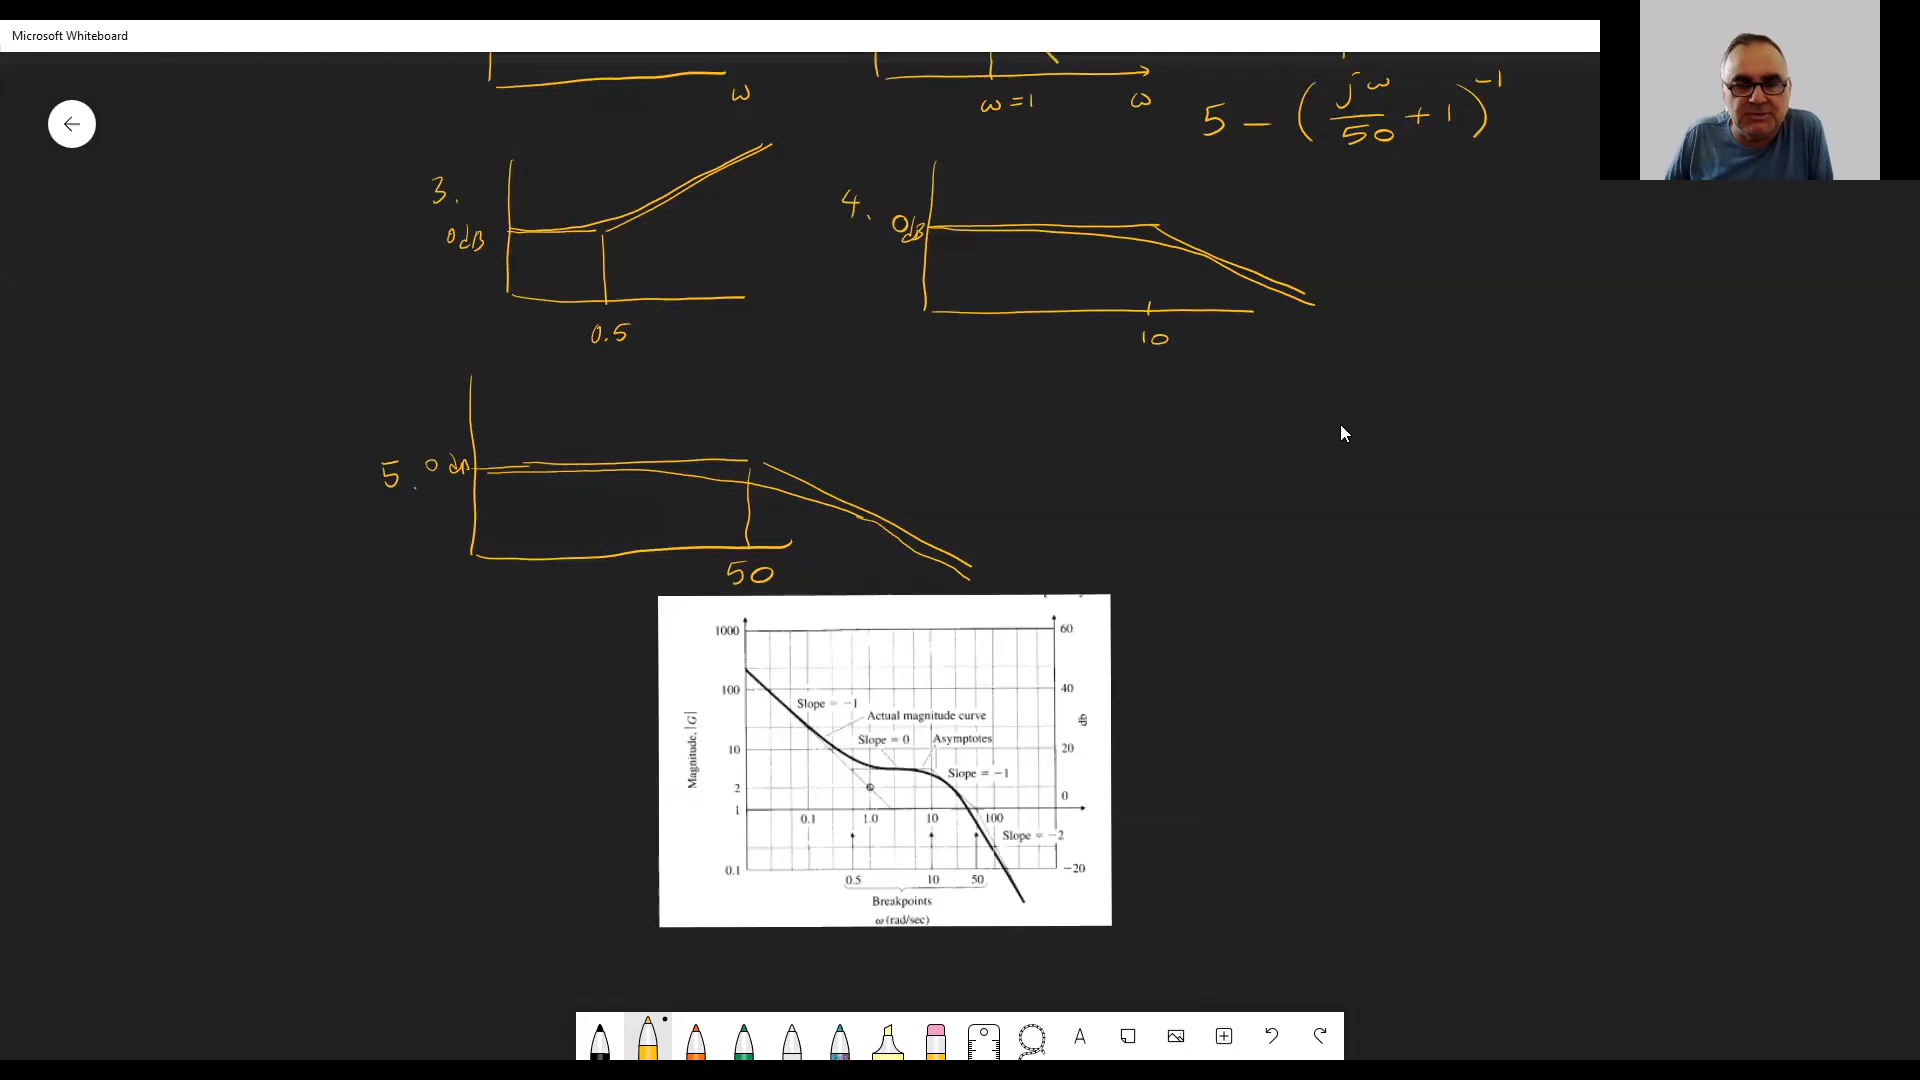 Microsoft Whiteboard
ω
ω = 1
ω
5 – (jω/50 + 1)⁻¹
3.
0dB
0.5
4.
0dB
10
5.
0 dB
50
1000
60
100
40
Slope = −1
Actual magnitude curve
Slope = 0
Asymptotes
Magnitude, |G|
db
10
20
Slope = −1
2
0
1
0.1
1.0
10
100
Slope = −2
0.1
−20
0.5
10
50
Breakpoints
ω (rad/sec)
A